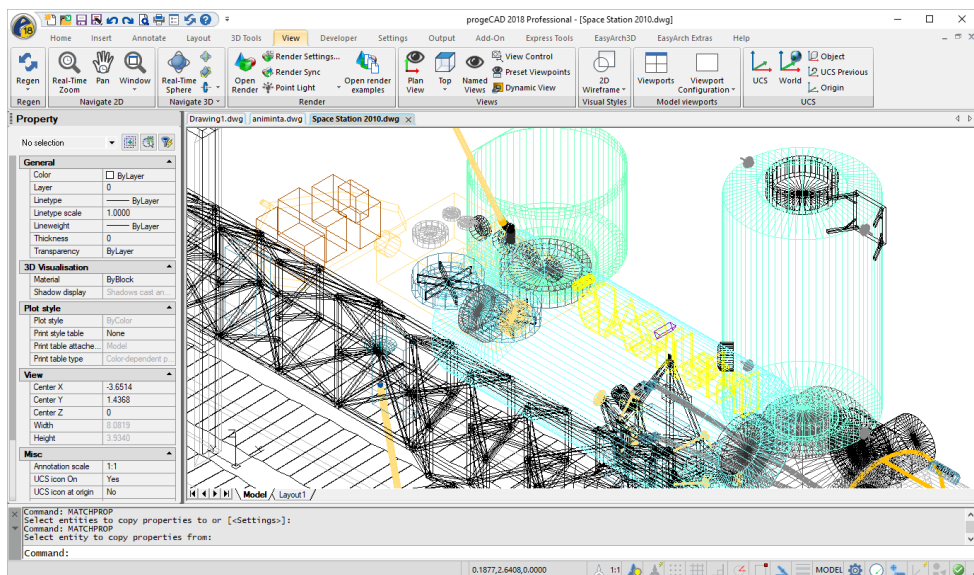 18
progeCAD 2018 Professional - [Space Station 2010.dwg]
Home Insert Annotate Layout 3D Tools View Developer Settings Output Add-On Express Tools EasyArch3D EasyArch Extras Help
Regen
Real-Time Zoom
Pan
Window
Real-Time Sphere
Open Render
Render Settings...
Render Sync
Point Light
Open render examples
Plan View
Top
Named Views
View Control
Preset Viewpoints
Dynamic View
2D Wireframe
Viewports
Viewport Configuration
UCS
World
Object
UCS Previous
Origin
Regen Navigate 2D Navigate 3D Render Views Visual Styles Model viewports UCS
Property
Drawing1.dwg animinta.dwg Space Station 2010.dwg
No selection
General
Color ByLayer
Layer 0
Linetype ByLayer
Linetype scale 1.0000
Lineweight ByLayer
Thickness 0
Transparency ByLayer
3D Visualisation
Material ByBlock
Shadow display Shadows cast an...
Plot style
Plot style ByColor
Print style table None
Print table attache... Model
Print table type Color-dependent p...
View
Center X -3.6514
Center Y 1.4368
Center Z 0
Width 8.0819
Height 3.9340
Misc
Annotation scale 1:1
UCS icon On Yes
UCS icon at origin No
Model Layout1
Command: MATCHPROP
Select entities to copy properties to or [<Settings>]:
Command: MATCHPROP
Select entity to copy properties from:
Command:
0.1877,2.6408,0.0000 1:1 MODEL